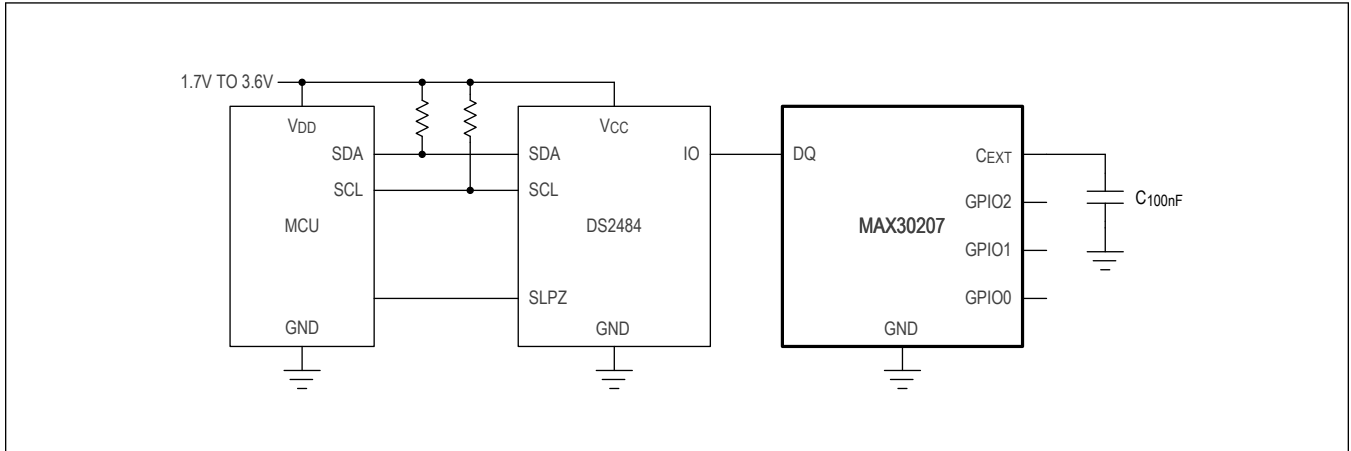 1.7V TO 3.6V
VDD
SDA
SCL
MCU
GND
VCC
SDA
IO
SCL
DS2484
SLPZ
GND
DQ
CEXT
GPIO2
MAX30207
GPIO1
GPIO0
GND
C100nF